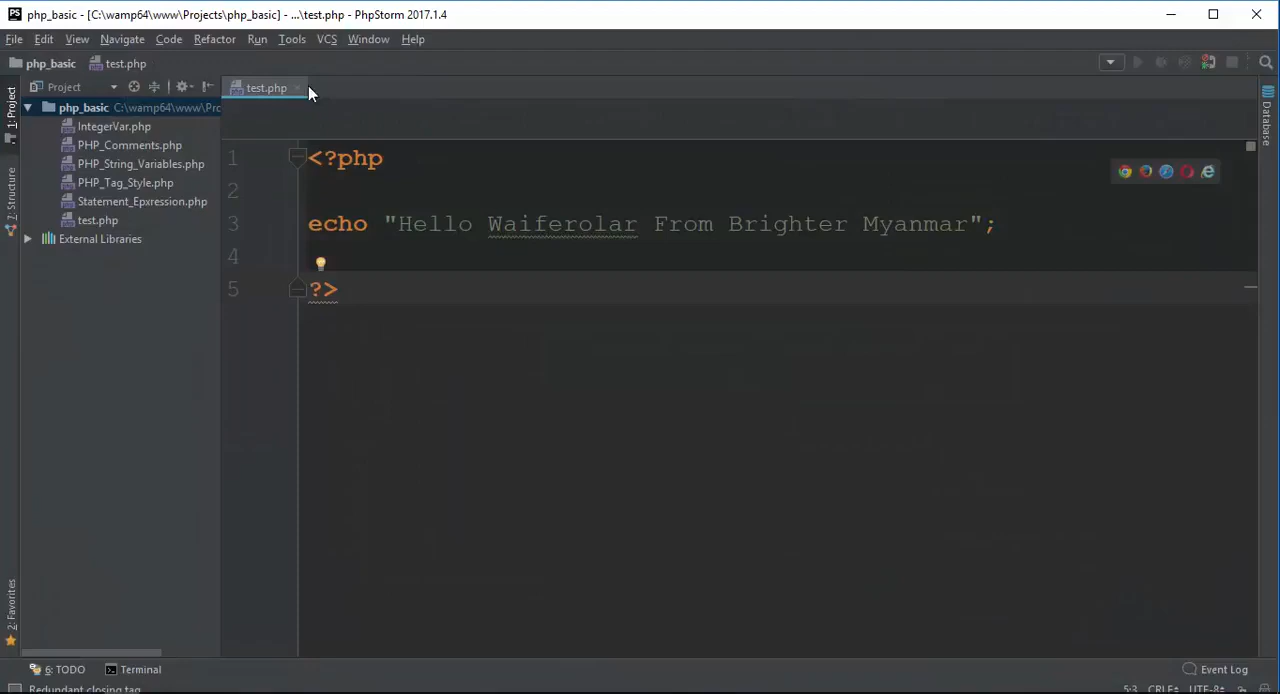 php_basic - [C:\wamp64\www\Projects\php_basic] - ...\test.php - PhpStorm 2017.1.4
File Edit View Navigate Code Refactor Run Tools VCS Window Help
php_basic test.php
Project test.php
1: Project
php_basic C:\wamp64\www\Pro
IntegerVar.php
PHP_Comments.php
PHP_String_Variables.php
PHP_Tag_Style.php
Statement_Epxression.php
test.php
External Libraries
Z: Structure
2: Favorites
1 <?php
2
3 echo "Hello Waiferolar From Brighter Myanmar";
4
5 ?>
Database
6: TODO Terminal Event Log
Redundant closing tag 5:3 CRLF÷ UTF-8÷